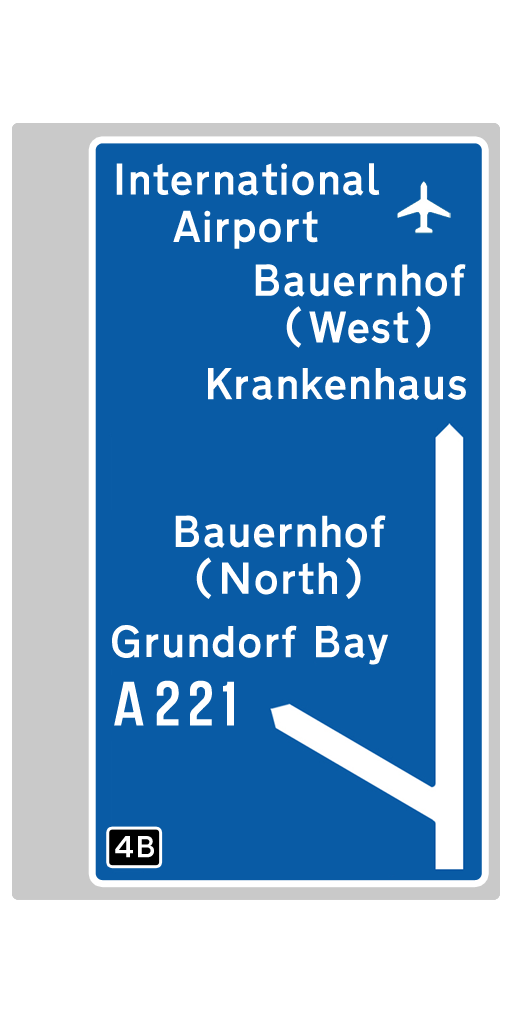 International
Airport
Bauernhof
(West)
Krankenhaus
Bauernhof
(North)
Grundorf Bay
A221
4B